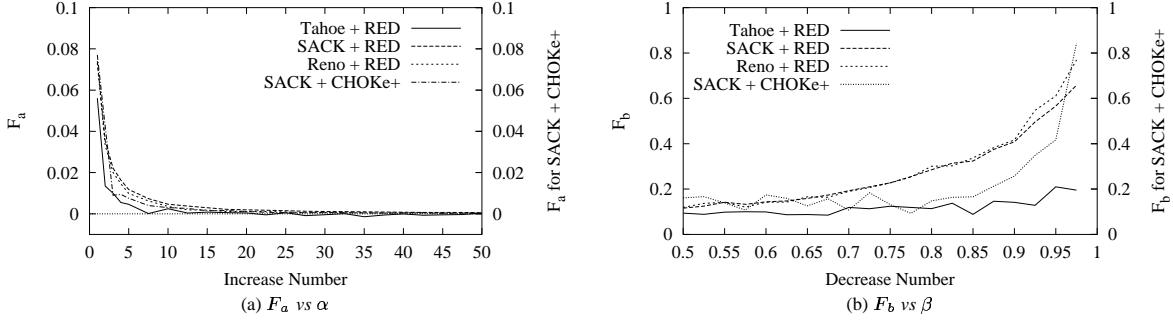 0.1
0.08
0.06
0.04
0.02
0
F_a
0 5 10 15 20 25 30 35 40 45 50
Increase Number
0.1
0.08
0.06
0.04
0.02
0
F_a for SACK + CHOKe+
Tahoe + RED
SACK + RED
Reno + RED
SACK + CHOKe+
(a) F_a vs α
1
0.8
0.6
0.4
0.2
0
F_b
0.5 0.55 0.6 0.65 0.7 0.75 0.8 0.85 0.9 0.95 1
Decrease Number
1
0.8
0.6
0.4
0.2
0
F_b for SACK + CHOKe+
Tahoe + RED
SACK + RED
Reno + RED
SACK + CHOKe+
(b) F_b vs β